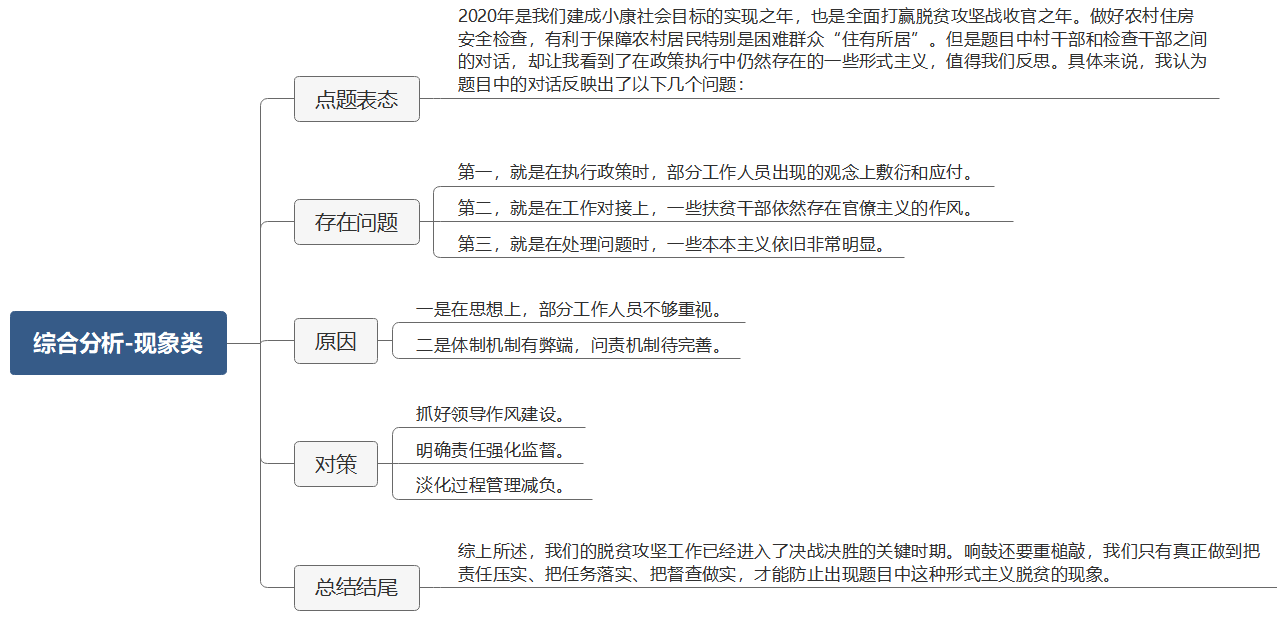 综合分析-现象类
点题表态
2020年是我们建成小康社会目标的实现之年，也是全面打赢脱贫攻坚战收官之年。做好农村住房
安全检查，有利于保障农村居民特别是困难群众“住有所居”。但是题目中村干部和检查干部之间
的对话，却让我看到了在政策执行中仍然存在的一些形式主义，值得我们反思。具体来说，我认为
题目中的对话反映出了以下几个问题：
存在问题
第一，就是在执行政策时，部分工作人员出现的观念上敷衍和应付。
第二，就是在工作对接上，一些扶贫干部依然存在官僚主义的作风。
第三，就是在处理问题时，一些本本主义依旧非常明显。
原因
一是在思想上，部分工作人员不够重视。
二是体制机制有弊端，问责机制待完善。
对策
抓好领导作风建设。
明确责任强化监督。
淡化过程管理减负。
总结结尾
综上所述，我们的脱贫攻坚工作已经进入了决战决胜的关键时期。响鼓还要重槌敲，我们只有真正做到把
责任压实、把任务落实、把督查做实，才能防止出现题目中这种形式主义脱贫的现象。